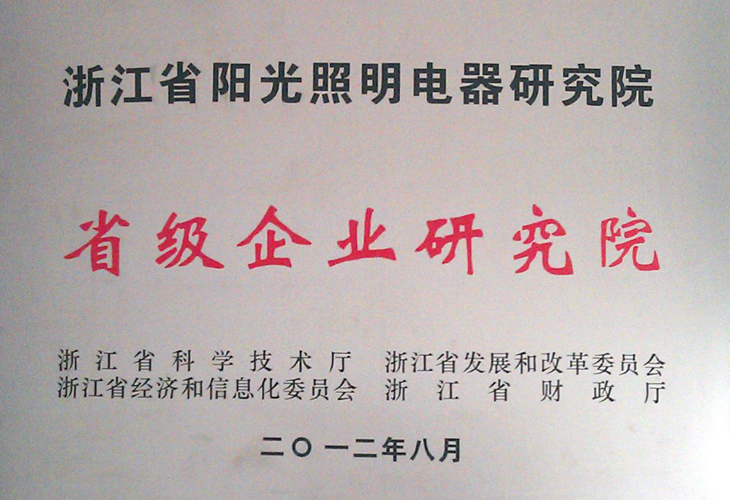 浙江省阳光照明电器研究院
省级企业研究院
浙江省科学技术厅 浙江省发展和改革委员会
浙江省经济和信息化委员会 浙江省财政厅
二〇一二年八月